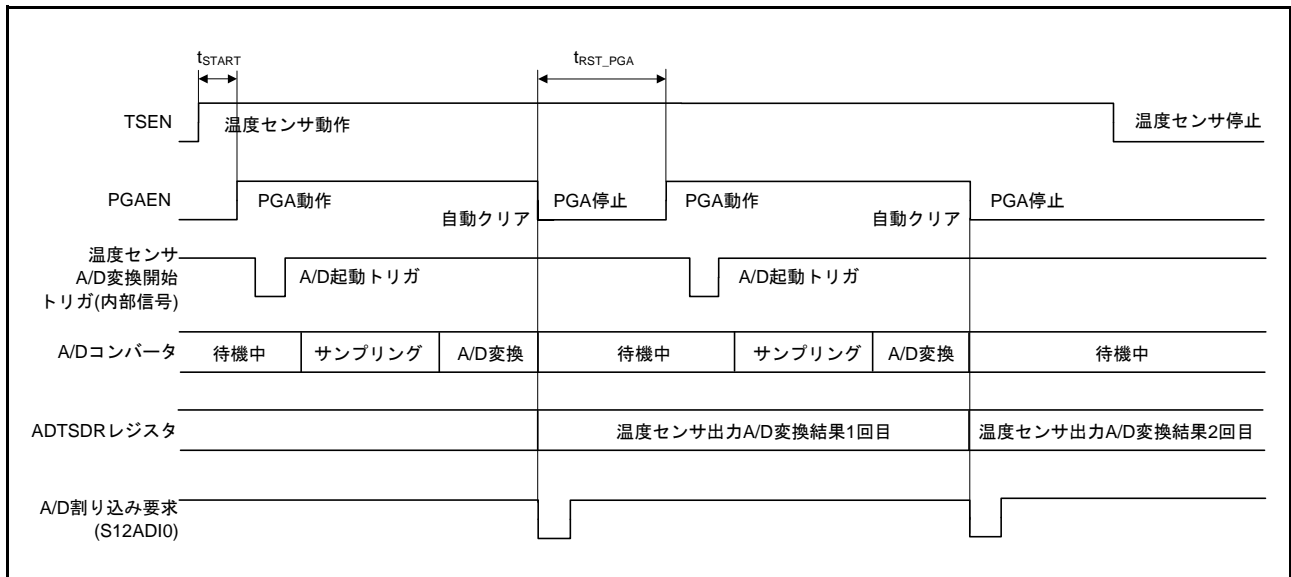 tSTART
tRST_PGA
TSEN
温度センサ動作
温度センサ停止
PGAEN
PGA動作
自動クリア
PGA停止
PGA動作
自動クリア
PGA停止
温度センサ
A/D変換開始
トリガ(内部信号)
A/D起動トリガ
A/D起動トリガ
A/Dコンバータ
待機中
サンプリング
A/D変換
待機中
サンプリング
A/D変換
待機中
ADTSDRレジスタ
温度センサ出力A/D変換結果1回目
温度センサ出力A/D変換結果2回目
A/D割り込み要求
(S12ADI0)